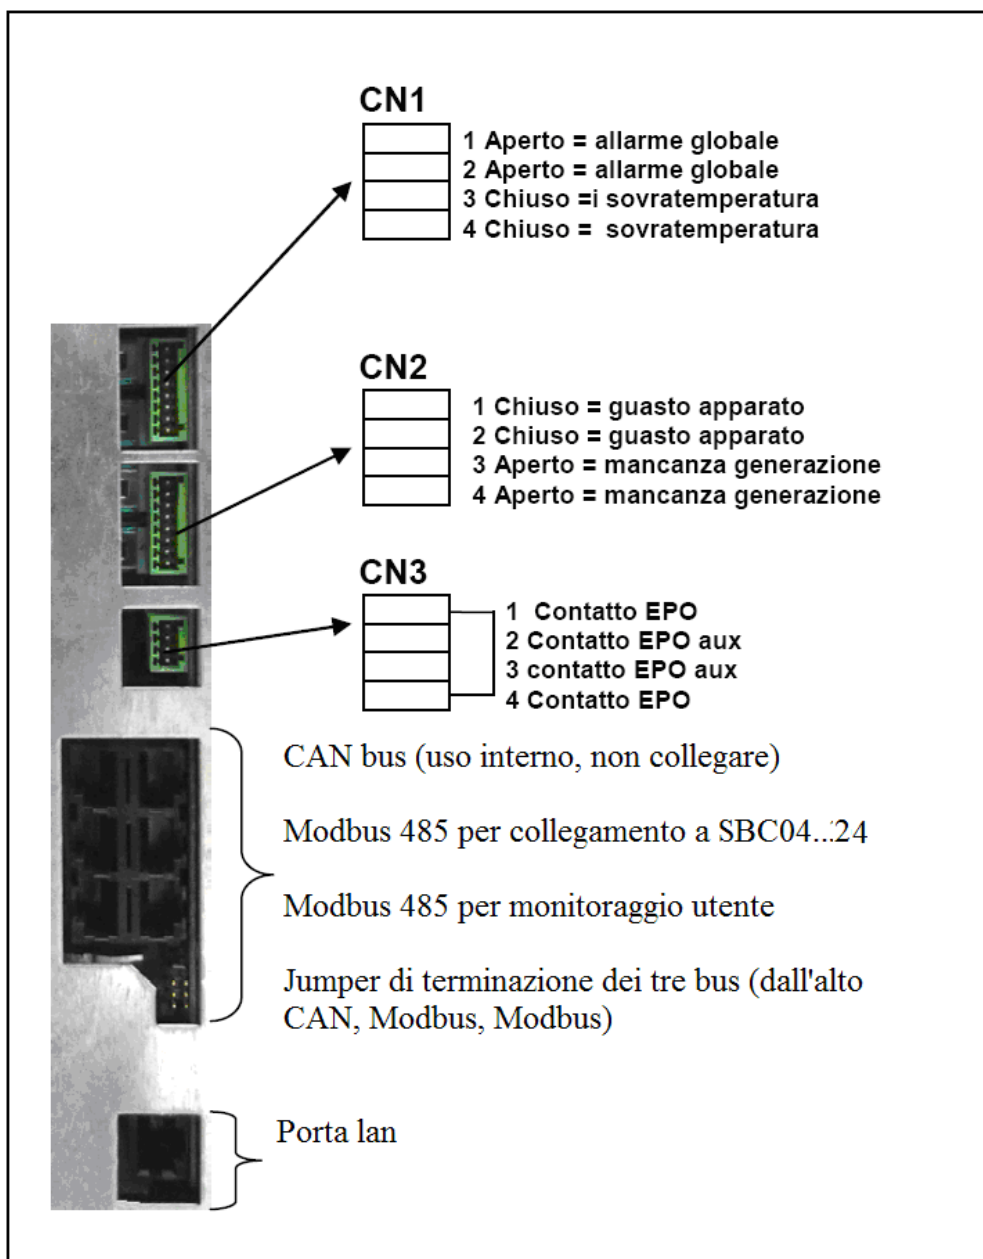 CN1
1 Aperto = allarme globale
2 Aperto = allarme globale
3 Chiuso =i sovratemperatura
4 Chiuso =  sovratemperatura
CN2
1 Chiuso = guasto apparato
2 Chiuso = guasto apparato
3 Aperto = mancanza generazione
4 Aperto = mancanza generazione
CN3
1  Contatto EPO
2 Contatto EPO aux
3 contatto EPO aux
4 Contatto EPO
CAN bus (uso interno, non collegare)
Modbus 485 per collegamento a SBC04...24
Modbus 485 per monitoraggio utente
Jumper di terminazione dei tre bus (dall'alto
CAN, Modbus, Modbus)
Porta lan